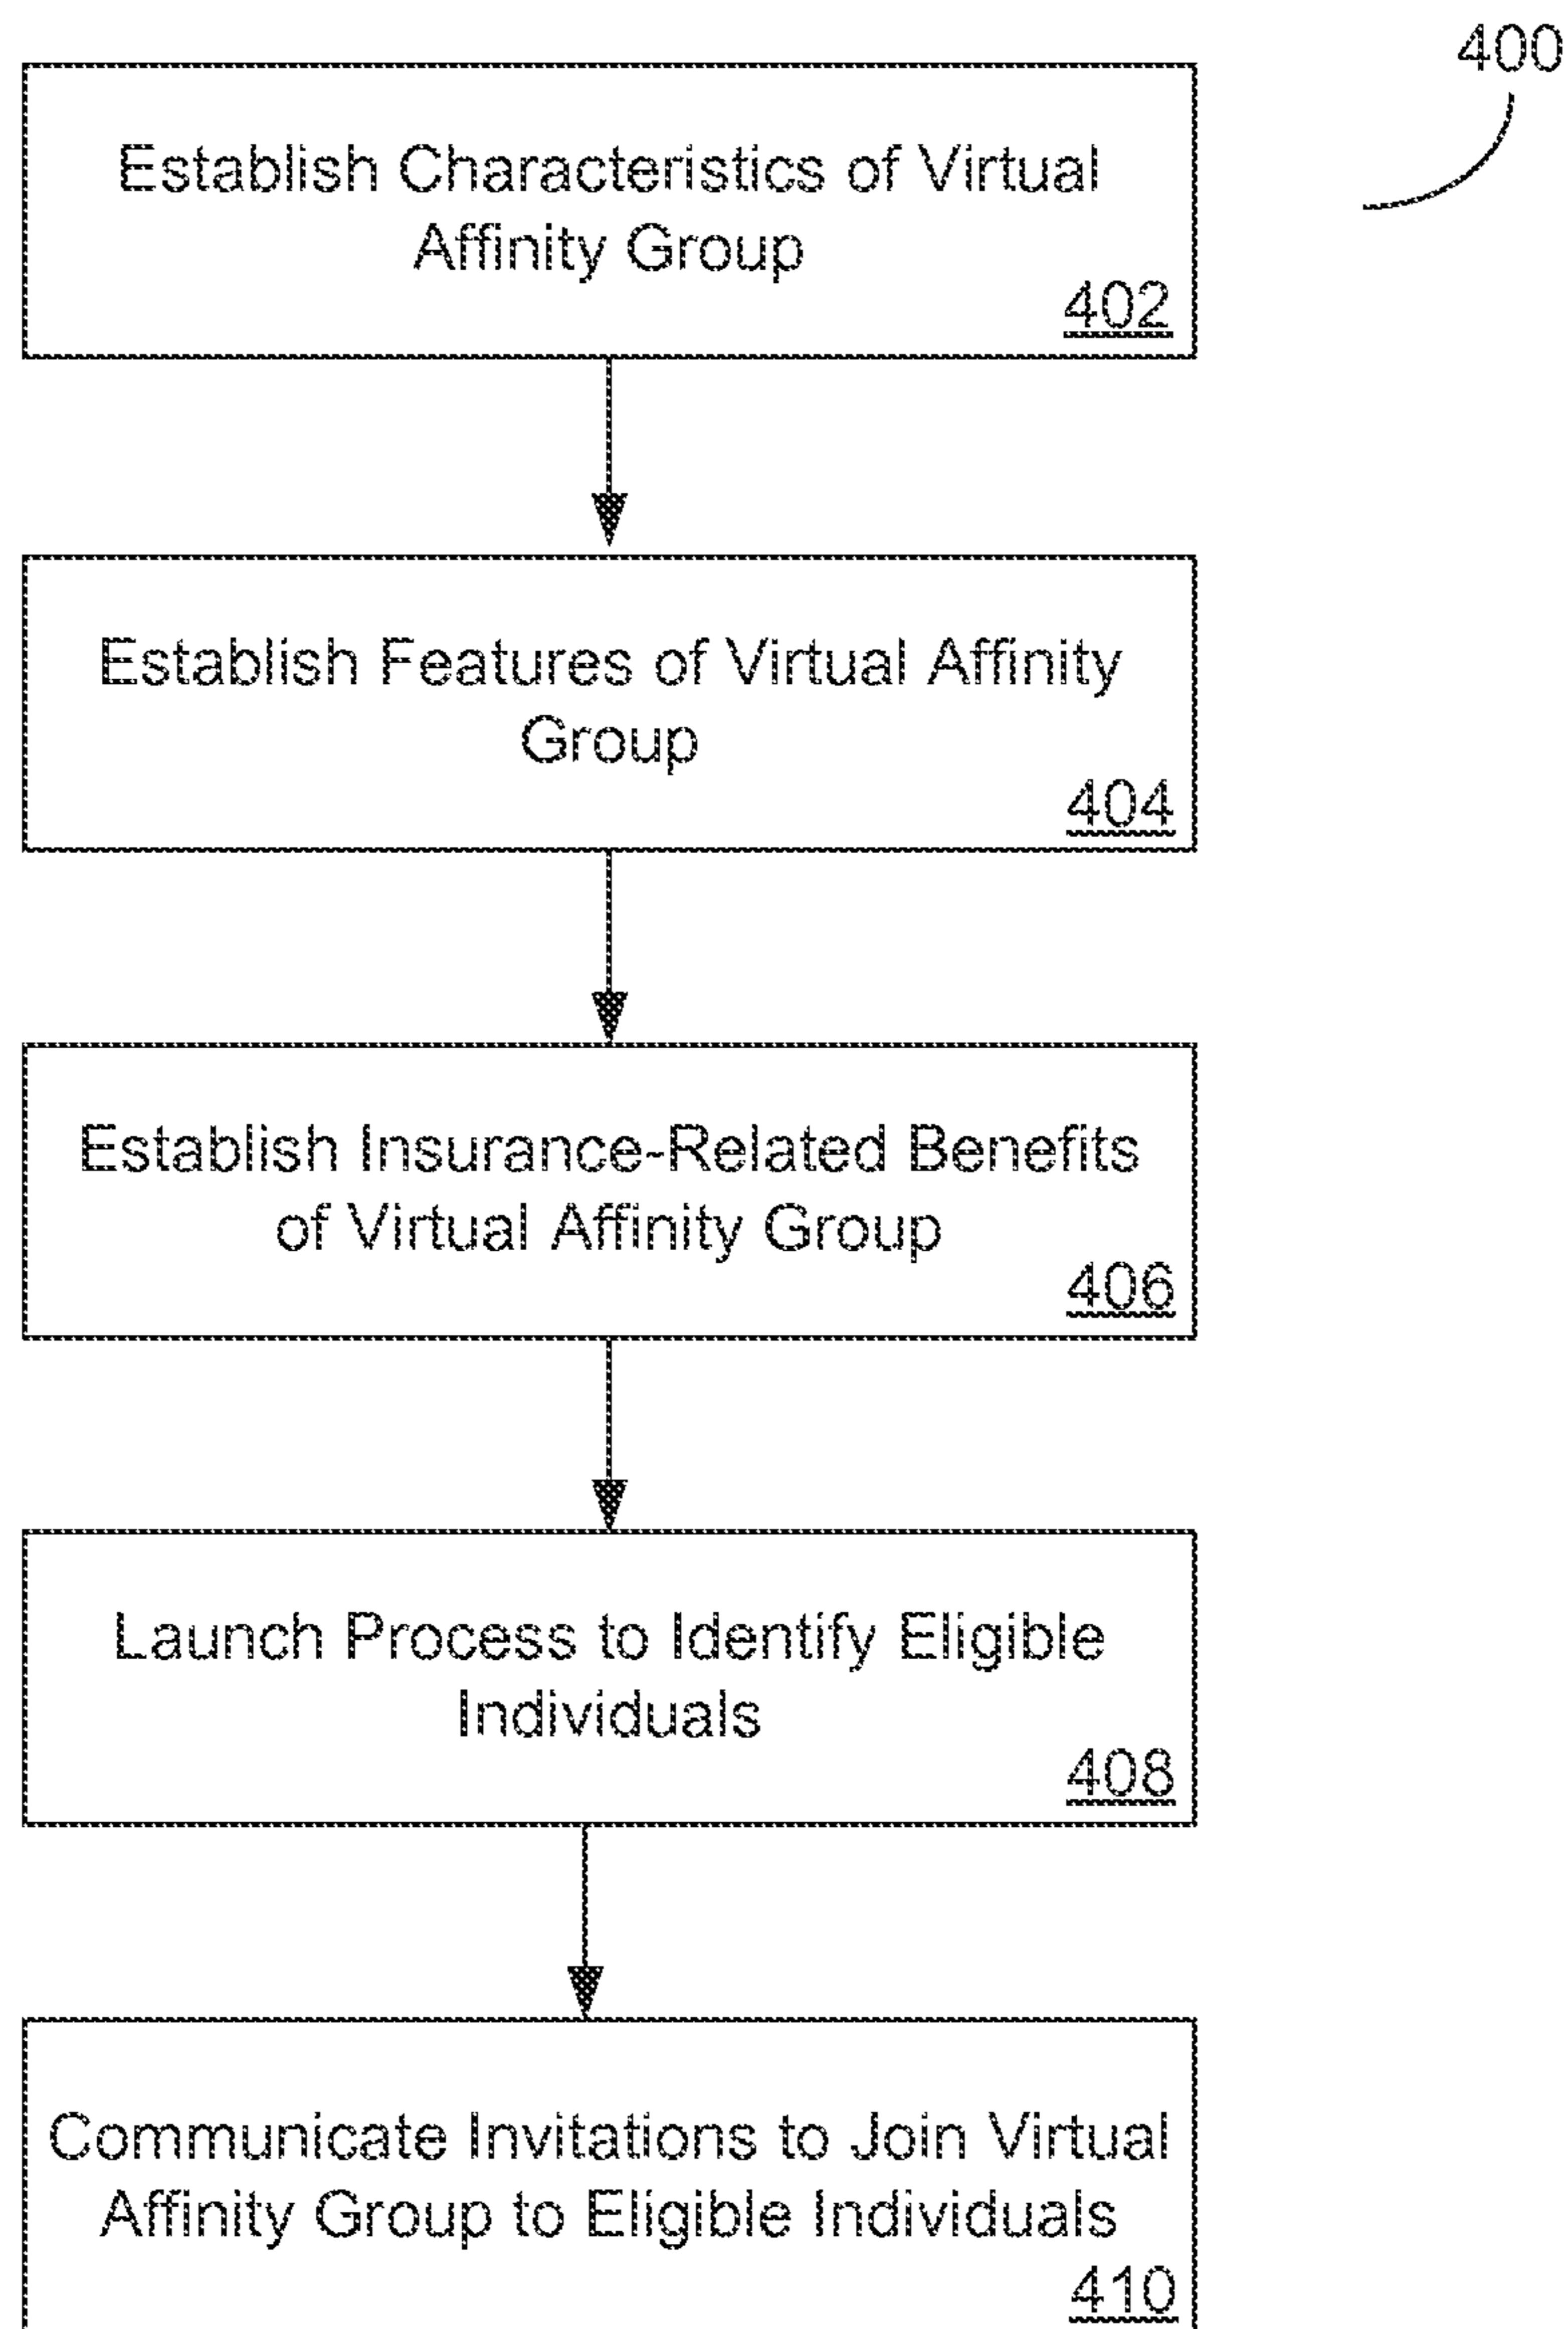 400
Establish Characteristics of Virtual
Affinity Group
402
Establish Features of Virtual Affinity
Group
404
Establish Insurance-Related Benefits
of Virtual Affinity Group
406
Launch Process to Identify Eligible
Individuals
408
Communicate Invitations to Join Virtual
Affinity Group to Eligible Individuals
410